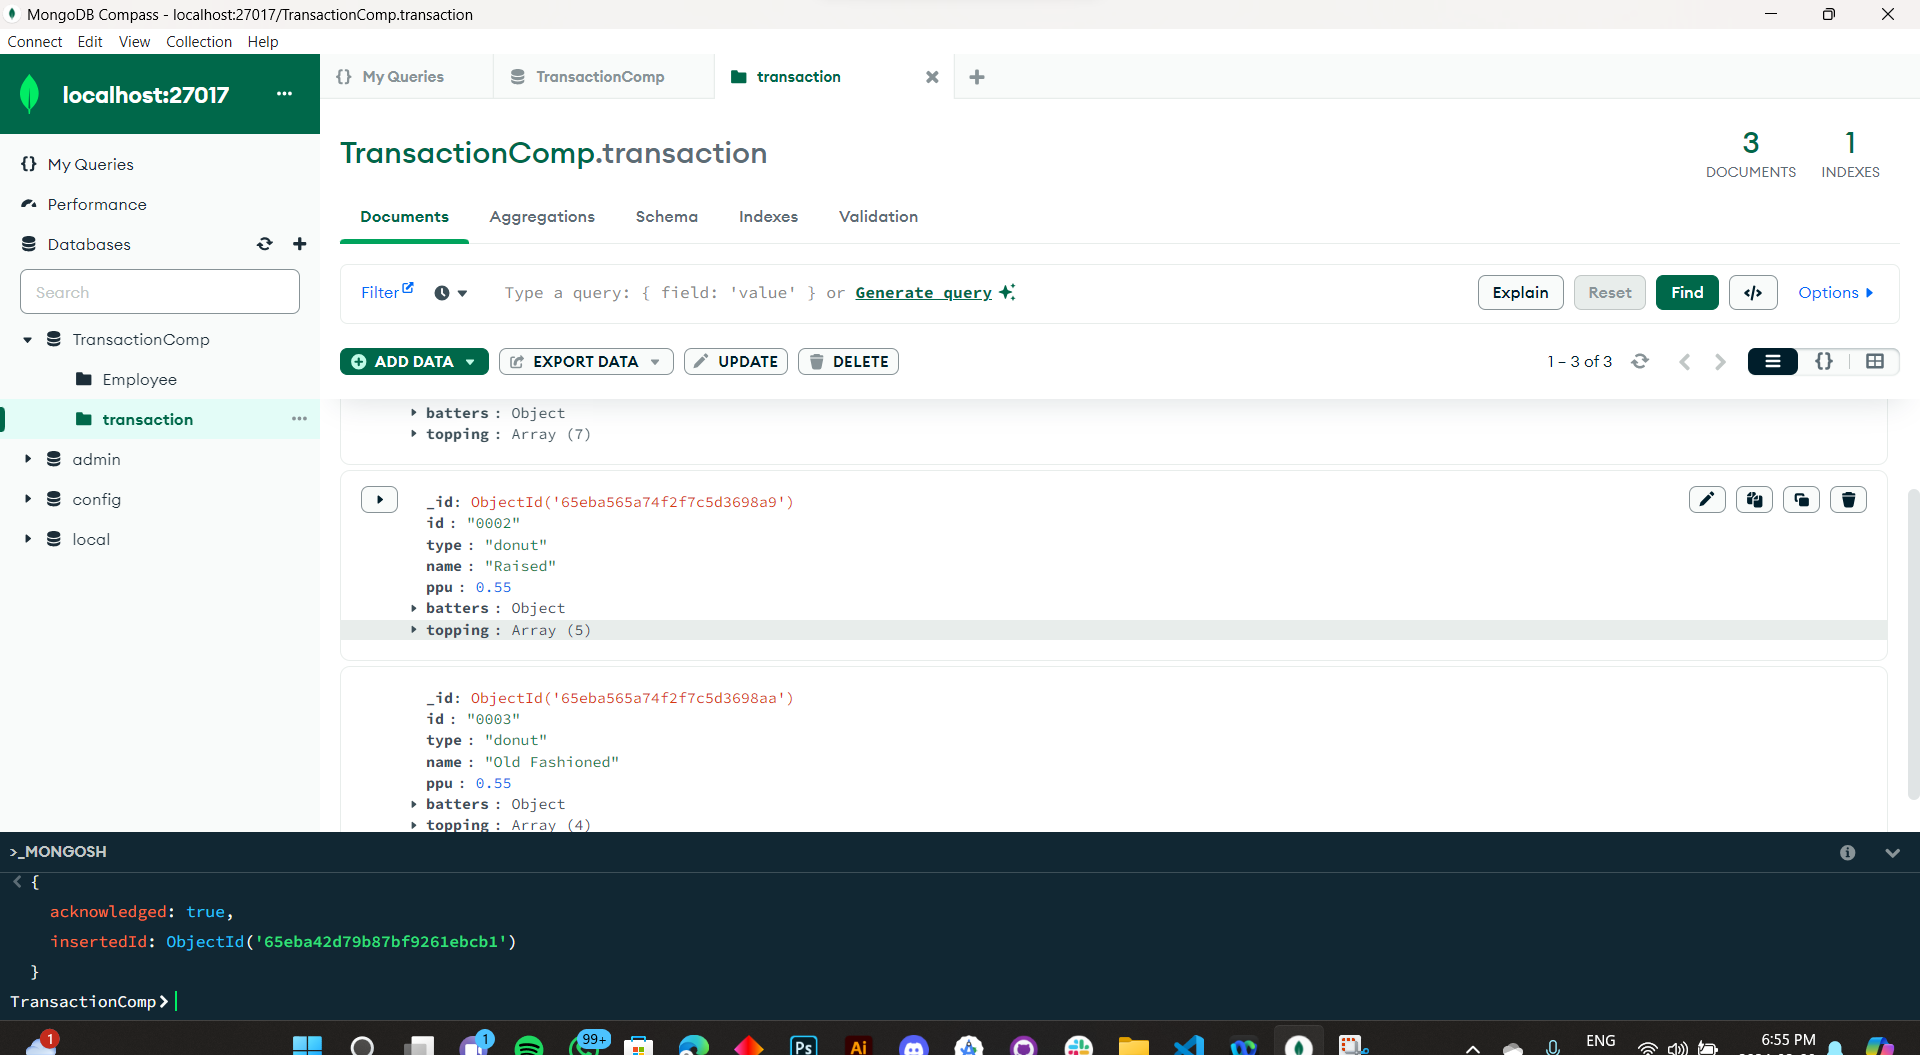 MongoDB Compass - localhost:27017/TransactionComp.transaction
Connect Edit View Collection Help
localhost:27017 ...
My Queries
Performance
Databases
Search
TransactionComp
Employee
transaction
admin
config
local
{} My Queries
TransactionComp
transaction
TransactionComp.transaction
3
DOCUMENTS
1
INDEXES
Documents Aggregations Schema Indexes Validation
Filter Type a query: { field: 'value' } or Generate query Explain Reset Find </> Options
ADD DATA EXPORT DATA UPDATE DELETE 1 – 3 of 3 {}
batters : Object
topping : Array (7)
_id: ObjectId('65eba565a74f2f7c5d3698a9')
id : "0002"
type : "donut"
name : "Raised"
ppu : 0.55
batters : Object
topping : Array (5)
_id: ObjectId('65eba565a74f2f7c5d3698aa')
id : "0003"
type : "donut"
name : "Old Fashioned"
ppu : 0.55
batters : Object
topping : Array (4)
>_MONGOSH
< {
acknowledged: true,
insertedId: ObjectId('65eba42d79b87bf9261ebcb1')
}
TransactionComp>
1
1
99+
Ps
Ai
ENG
6:55 PM